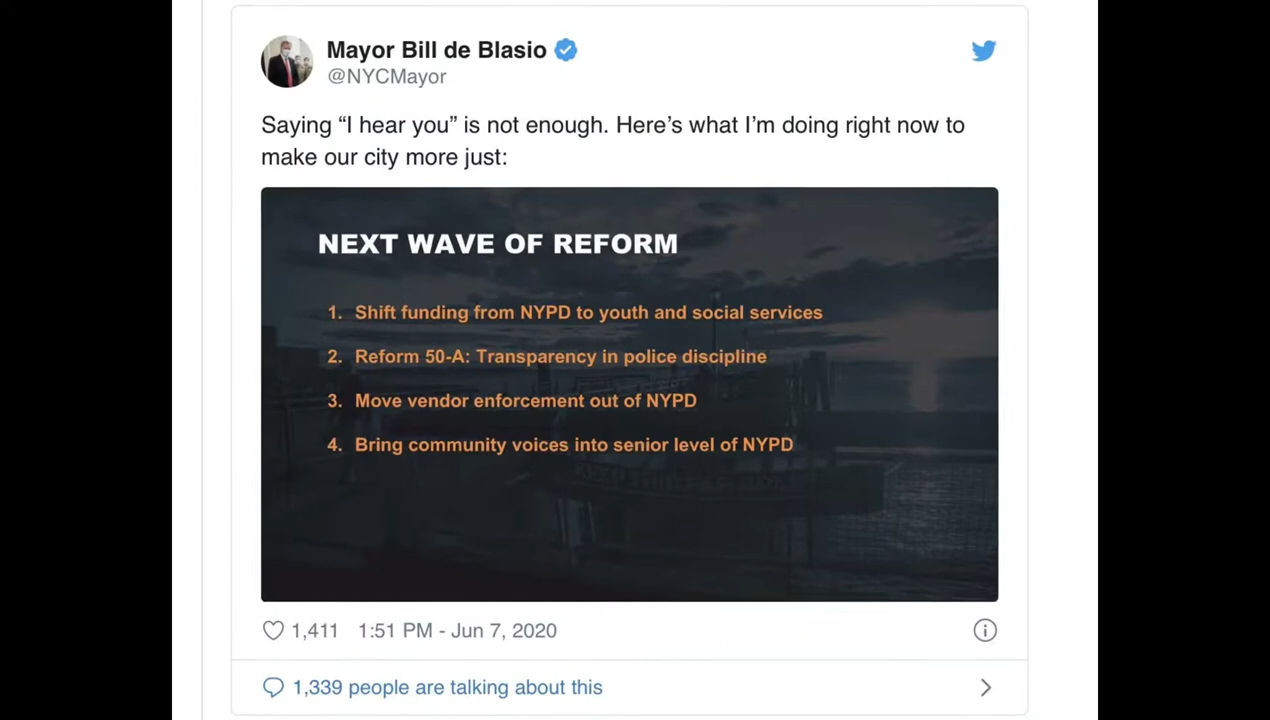 Mayor Bill de Blasio
@NYCMayor
Saying “I hear you” is not enough. Here’s what I’m doing right now to
make our city more just:
NEXT WAVE OF REFORM
1. Shift funding from NYPD to youth and social services
2. Reform 50-A: Transparency in police discipline
3. Move vendor enforcement out of NYPD
4. Bring community voices into senior level of NYPD
1,411 1:51 PM - Jun 7, 2020
1,339 people are talking about this